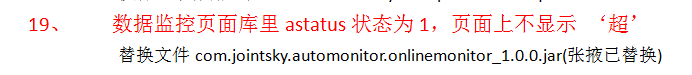 19、 数据监控页面库里 astatus 状态为 1，页面上不显示 ‘超’
替换文件 com.jointsky.automonitor.onlinemonitor_1.0.0.jar(张掖已替换)